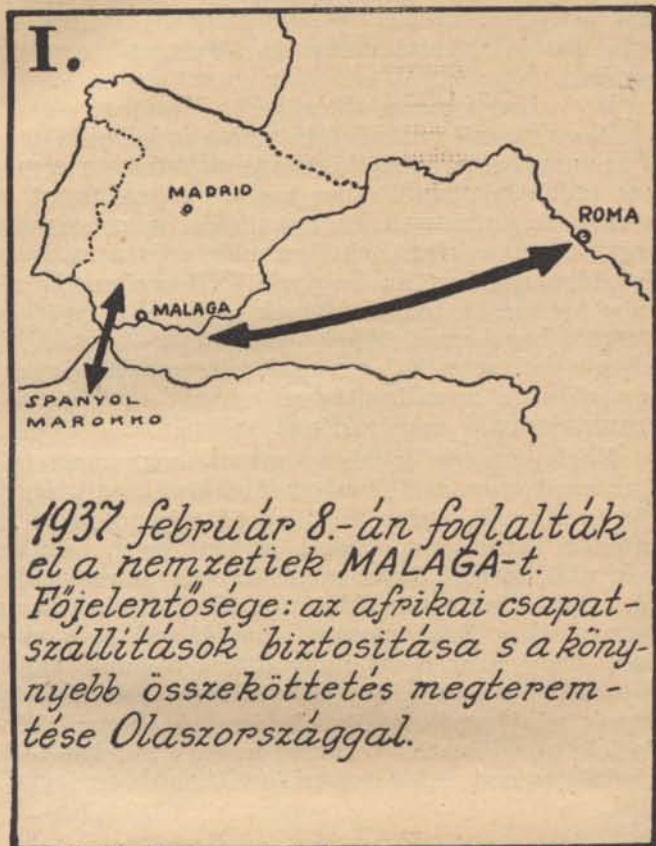 I.
MADRID
ROMA
MALAGA
SPANYOL
MAROKKO
1937 február 8.-án foglalták
el a nemzetiek MALAGÁ-t.
Főjelentősége: az afrikai csapat-
szállitások biztositása s a köny-
nyebb összeköttetés megterem-
tése Olaszországgal.